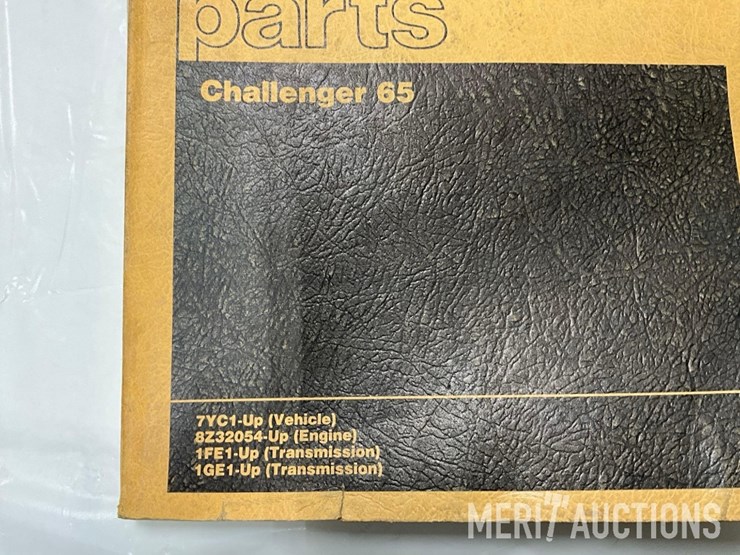 parts
Challenger 65
7YC1-Up (Vehicle)
8Z32054-Up (Engine)
1FE1-Up (Transmission)
1GE1-Up (Transmission)
MERIT AUCTIONS